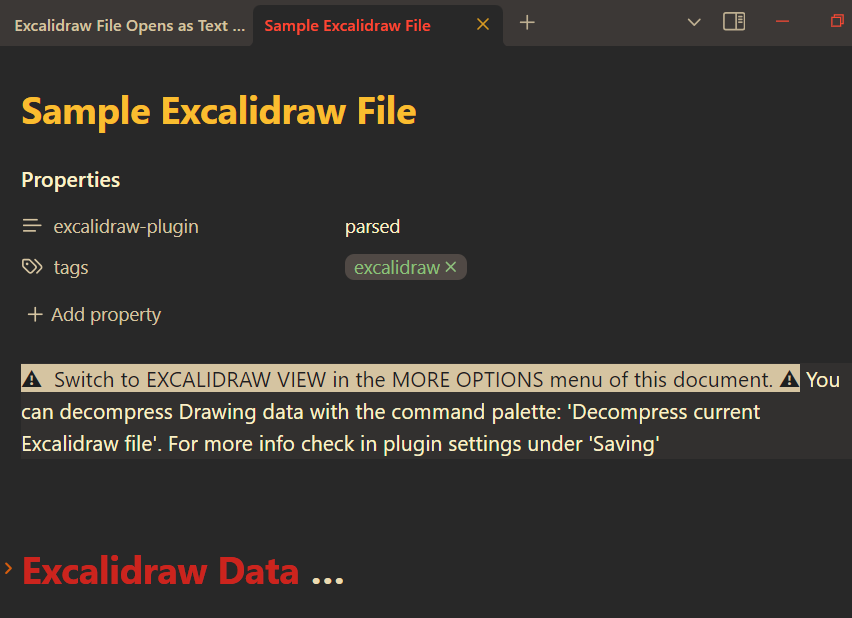 Excalidraw File Opens as Text ...
Sample Excalidraw File
Sample Excalidraw File
Properties
excalidraw-plugin parsed
tags excalidraw
Add property
⚠ Switch to EXCALIDRAW VIEW in the MORE OPTIONS menu of this document. ⚠ You
can decompress Drawing data with the command palette: 'Decompress current
Excalidraw file'. For more info check in plugin settings under 'Saving'
Excalidraw Data ...